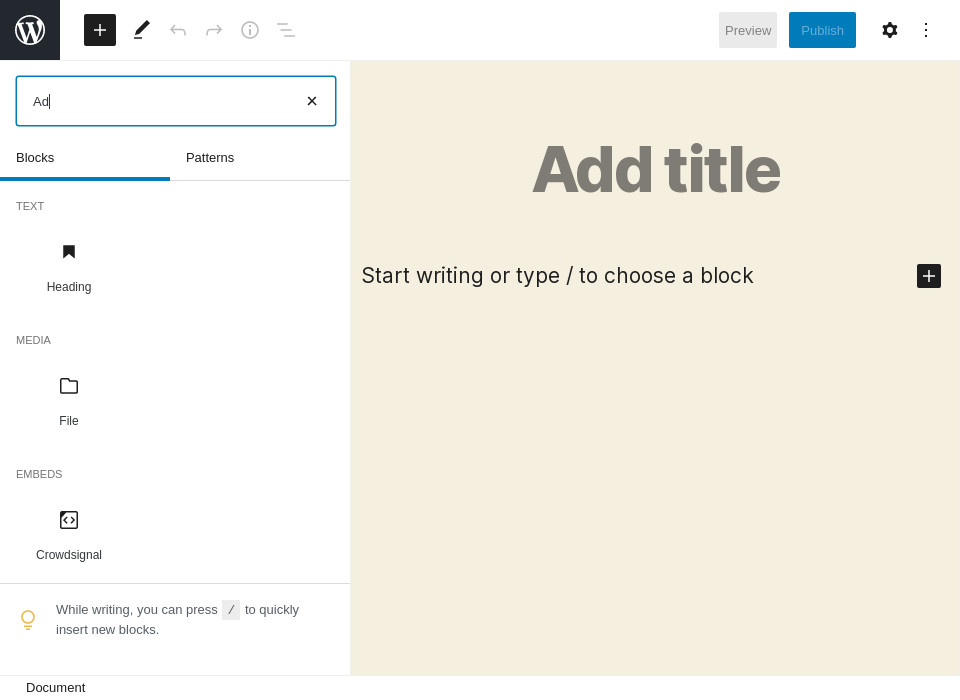 Preview
Publish
Ad
Blocks
Patterns
TEXT
Heading
MEDIA
File
EMBEDS
Crowdsignal
While writing, you can press / to quickly
insert new blocks.
Add title
Start writing or type / to choose a block
Document